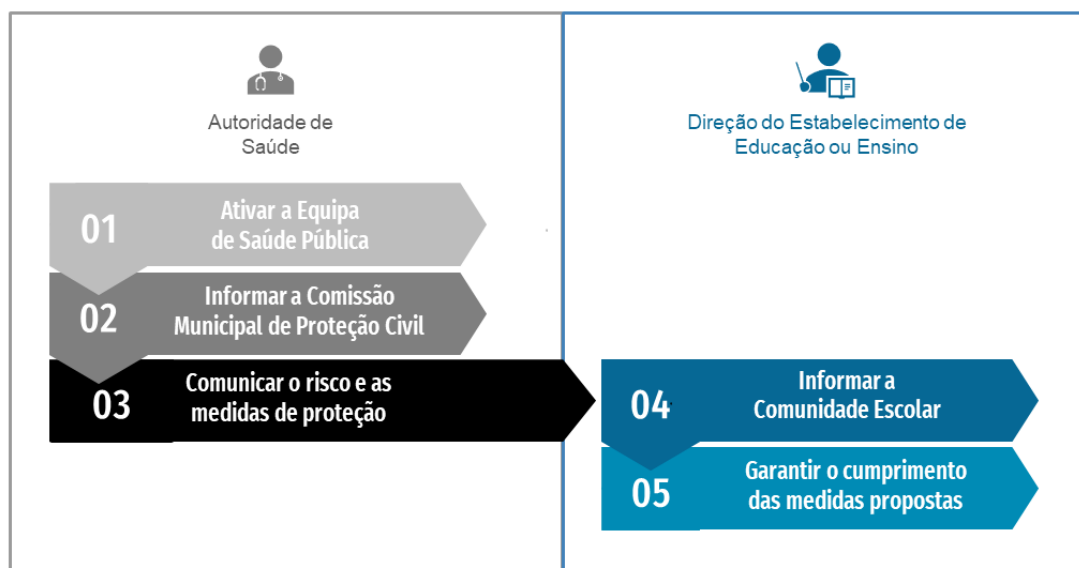 Autoridade de
Saúde
Direção do Estabelecimento de
Educação ou Ensino
01
Ativar a Equipa
de Saúde Pública
02
Informar a Comissão
Municipal de Proteção Civil
03
Comunicar o risco e as
medidas de proteção
04
Informar a
Comunidade Escolar
05
Garantir o cumprimento
das medidas propostas